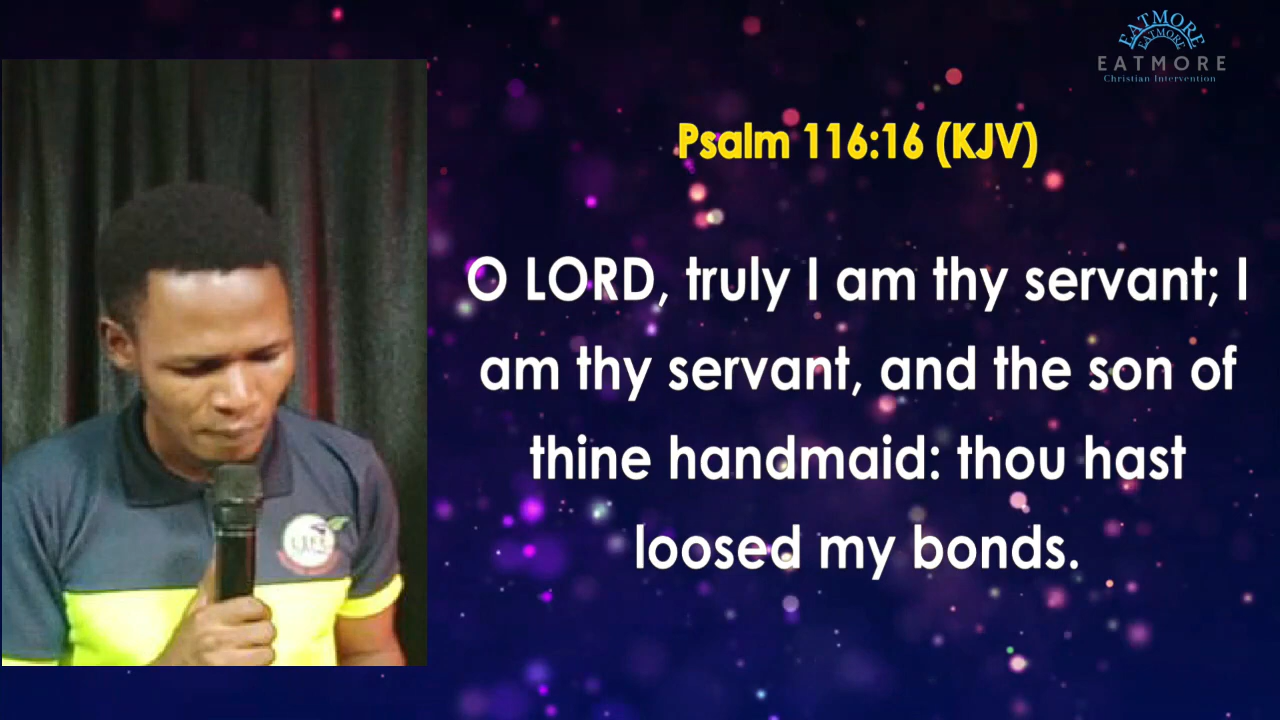 EATMORE
EATMORE
EATMORE
Christian Intervention
Psalm 116:16 (KJV)
O LORD, truly I am thy servant; I
am thy servant, and the son of
thine handmaid: thou hast
loosed my bonds.